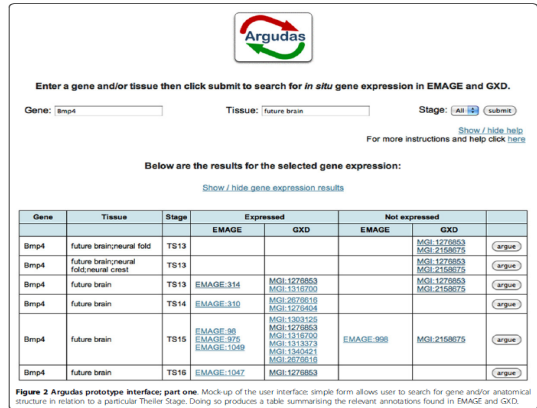 Argudas
Enter a gene and/or tissue then click submit to search for in situ gene expression in EMAGE and GXD.
Gene: Bmp4 Tissue: future brain Stage: All submit
Show / hide help
For more instructions and help click here
Below are the results for the selected gene expression:
Show / hide gene expression results
Gene Tissue Stage Expressed Not expressed
EMAGE GXD EMAGE GXD
Bmp4 future brain;neural fold TS13 MGI:1276853 argue
MGI:2158675
Bmp4 future brain;neural TS13 MGI:1276853 argue
fold;neural crest MGI:2158675
Bmp4 future brain TS13 EMAGE:314 MGI:1276853 MGI:1276853 argue
MGI:1316700 MGI:2158675
Bmp4 future brain TS14 EMAGE:310 MGI:2676616 argue
MGI:1276404
MGI:1303125
EMAGE:98 MGI:1276853
Bmp4 future brain TS15 EMAGE:975 MGI:1316700 EMAGE:998 MGI:2158675 argue
EMAGE:1049 MGI:1313373
MGI:1340421
MGI:2676616
Bmp4 future brain TS16 EMAGE:1047 MGI:1276853 argue
Figure 2 Argudas prototype interface; part one. Mock-up of the user interface: simple form allows user to search for gene and/or anatomical
structure in relation to a particular Theiler Stage. Doing so produces a table summarising the relevant annotations found in EMAGE and GXD.